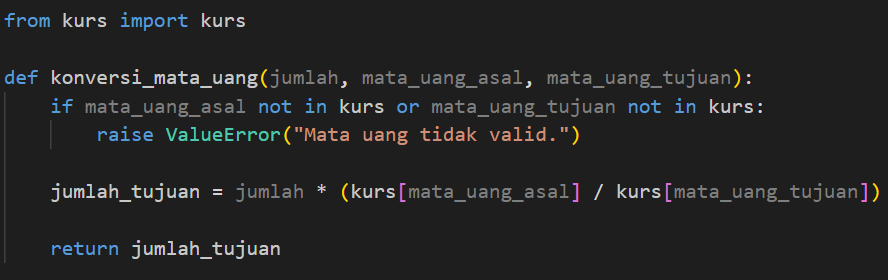 from kurs import kurs
def konversi_mata_uang(jumlah, mata_uang_asal, mata_uang_tujuan):
    if mata_uang_asal not in kurs or mata_uang_tujuan not in kurs:
        raise ValueError("Mata uang tidak valid.")
    jumlah_tujuan = jumlah * (kurs[mata_uang_asal] / kurs[mata_uang_tujuan])
    return jumlah_tujuan